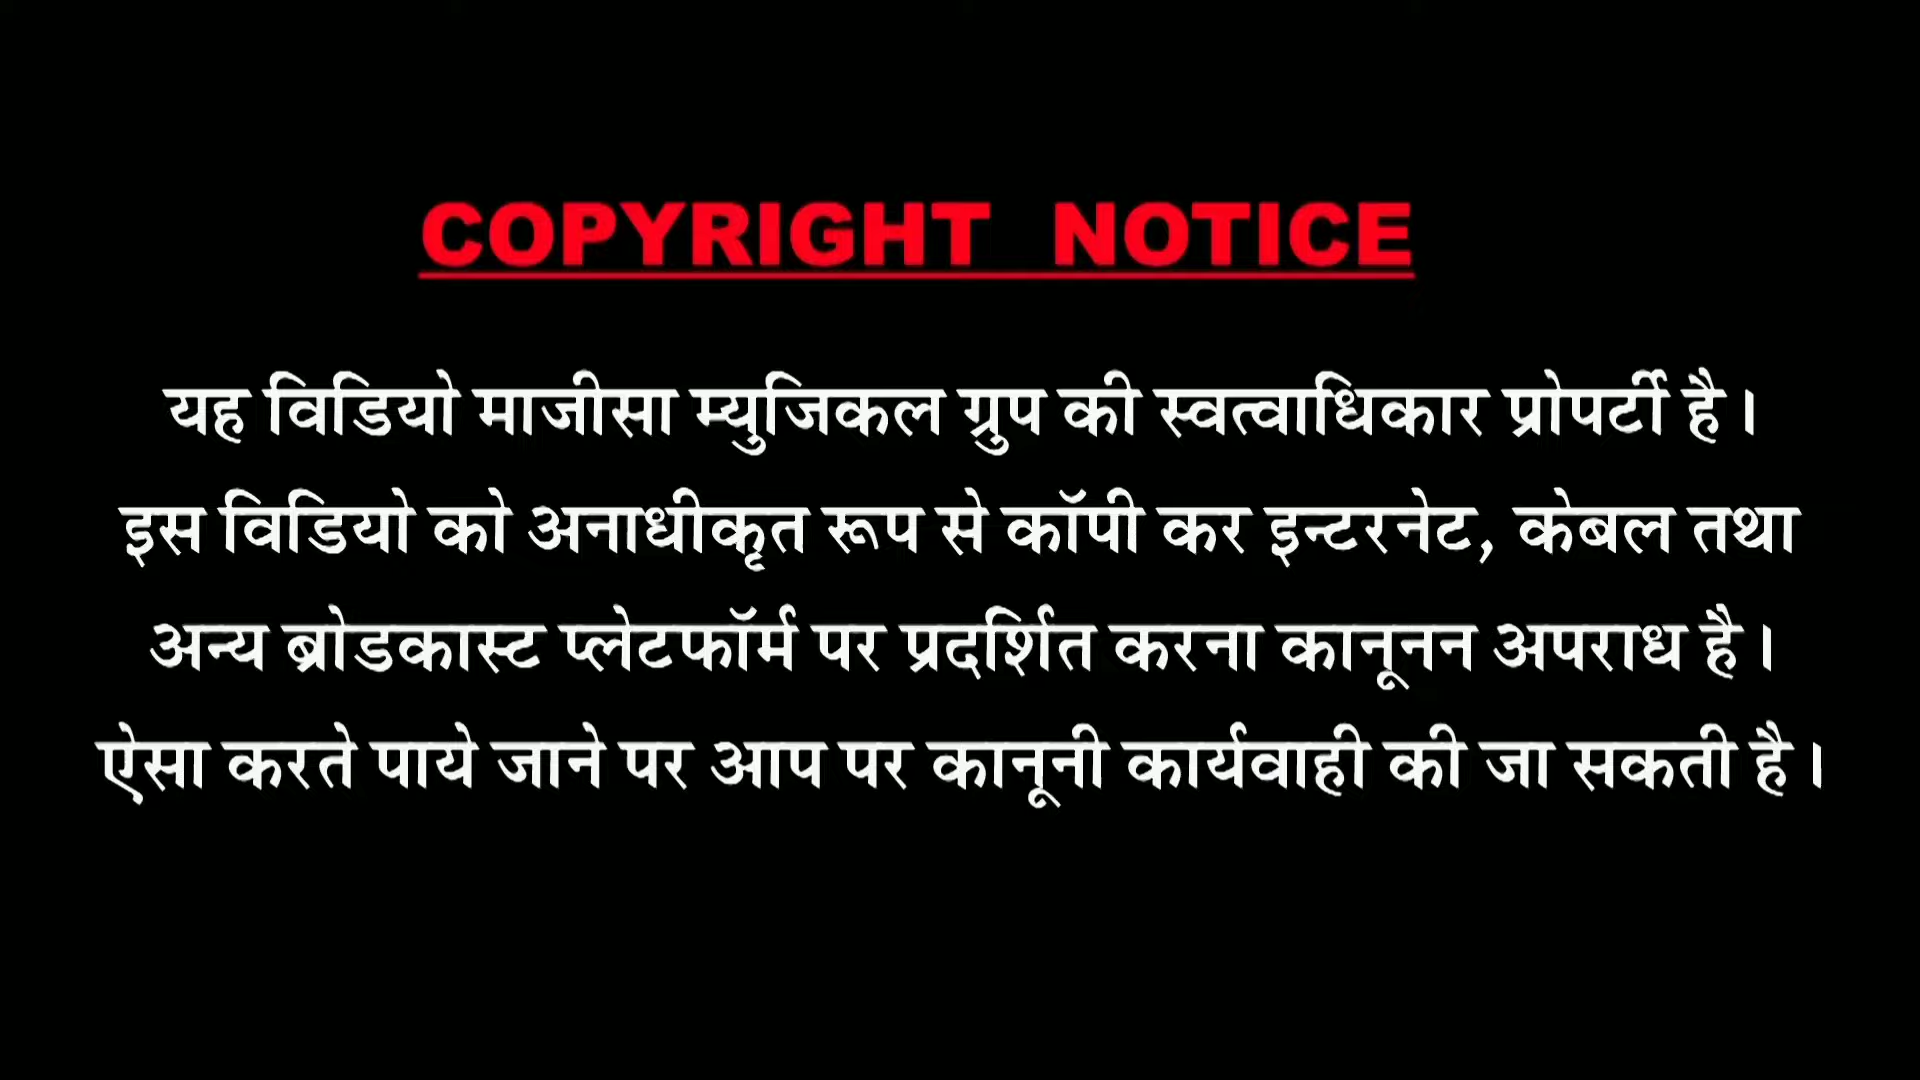 COPYRIGHT NOTICE
यह विडियो माजीसा म्युजिकल ग्रुप की स्वत्वाधिकार प्रोपर्टी है।
इस विडियो को अनाधीकृत रूप से कॉपी कर इन्टरनेट, केबल तथा
अन्य ब्रोडकास्ट प्लेटफॉर्म पर प्रदर्शित करना कानूनन अपराध है।
ऐसा करते पाये जाने पर आप पर कानूनी कार्यवाही की जा सकती है।